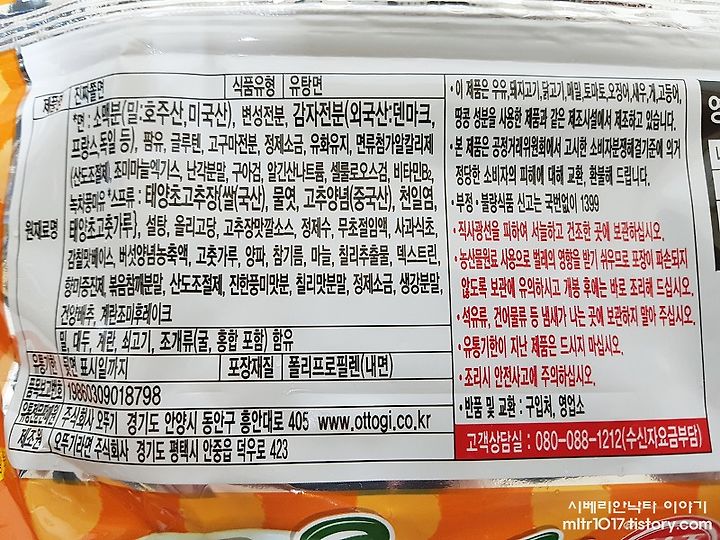 제품명 진짜쫄면 식품유형 유탕면
원재료명
*면 : 소맥분(밀:호주산, 미국산), 변성전분, 감자전분(외국산:덴마크,
프랑스, 독일 등), 팜유, 글루텐, 고구마전분, 정제소금, 유화유지, 면류첨가알칼리제
(산도조절제), 조미마늘엑기스, 난각분말, 구아검, 알긴산나트륨, 셀룰로오스검, 비타민B₂,
녹차풍미유 *스프류 : 태양초고추장{쌀(국산), 물엿, 고추양념(중국산), 천일염,
태양초고추가루}, 설탕, 올리고당, 고추장맛깔소스, 정제수, 무초절임액, 사과식초,
감칠맛베이스, 버섯양념농축액, 고추가루, 양파, 참기름, 마늘, 칠리추출물, 덱스트린,
향미증진제, 볶음참깨분말, 산도조절제, 진한풍미맛분, 칠리맛분말, 정제소금, 생강분말,
건양배추, 계란조미후레이크
밀, 대두, 계란, 쇠고기, 조개류(굴, 홍합 포함) 함유
유통기한 뒷면 표시일까지 포장재질 폴리프로필렌(내면)
품목보고번호 19860309018798
유통전문판매원 주식회사 오뚜기 경기도 안양시 동안구 흥안대로 405 www.ottogi.co.kr
제조원 오뚜기라면 주식회사 경기도 평택시 안중읍 덕우로 423
• 이 제품은 우유, 돼지고기, 닭고기, 메밀, 토마토, 오징어, 새우, 게, 고등어,
땅콩 성분을 사용한 제품과 같은 제조시설에서 제조하고 있습니다.
• 본 제품은 공정거래위원회에서 고시한 소비자분쟁해결기준에 의거
정당한 소비자의 피해에 대해 교환, 환불해 드립니다.
• 부정 · 불량식품 신고는 국번없이 1399
• 직사광선을 피하여 서늘하고 건조한 곳에 보관하십시오.
• 농산물원료 사용으로 벌레의 영향을 받기 쉬우므로 포장이 파손되지
않도록 보관에 유의하시고 개봉 후에는 바로 조리해 드십시오.
• 석유류, 건어물류 등 냄새가 나는 곳에 보관하지 말아 주십시오.
• 유통기한이 지난 제품은 드시지 마십시오.
• 조리시 안전사고에 주의하십시오.
• 반품 및 교환 : 구입처, 영업소
고객상담실 : 080-088-1212(수신자요금부담)
시베리안낙타 이야기
mltr1017.tistory.com